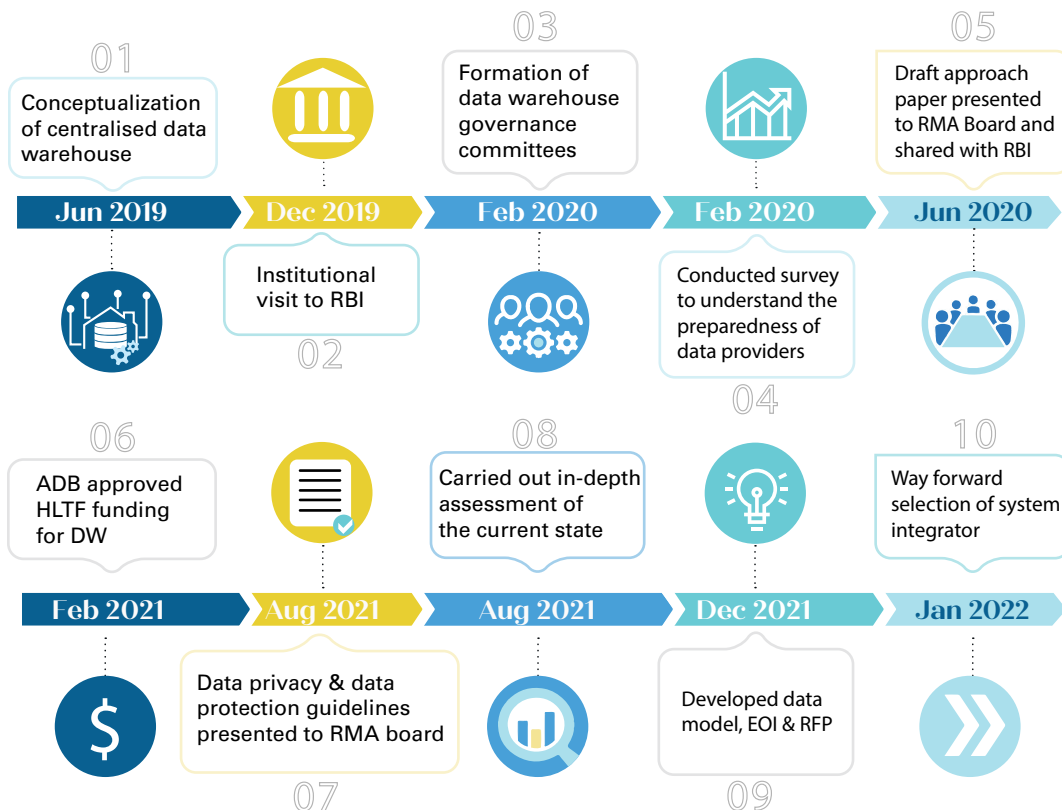 01
Conceptualization
of centralised data
warehouse
Jun 2019
Dec 2019
Institutional
visit to RBI
02
03
Formation of
data warehouse
governance
committees
Feb 2020
Feb 2020
Conducted survey
to understand the
preparedness of
data providers
04
05
Draft approach
paper presented
to RMA Board and
shared with RBI
Jun 2020
06
ADB approved
HLTF funding
for DW
Feb 2021
Aug 2021
Data privacy & data
protection guidelines
presented to RMA board
07
08
Carried out in-depth
assessment of
the current state
Aug 2021
Dec 2021
Developed data
model, EOI & RFP
09
10
Way forward
selection of system
integrator
Jan 2022
$